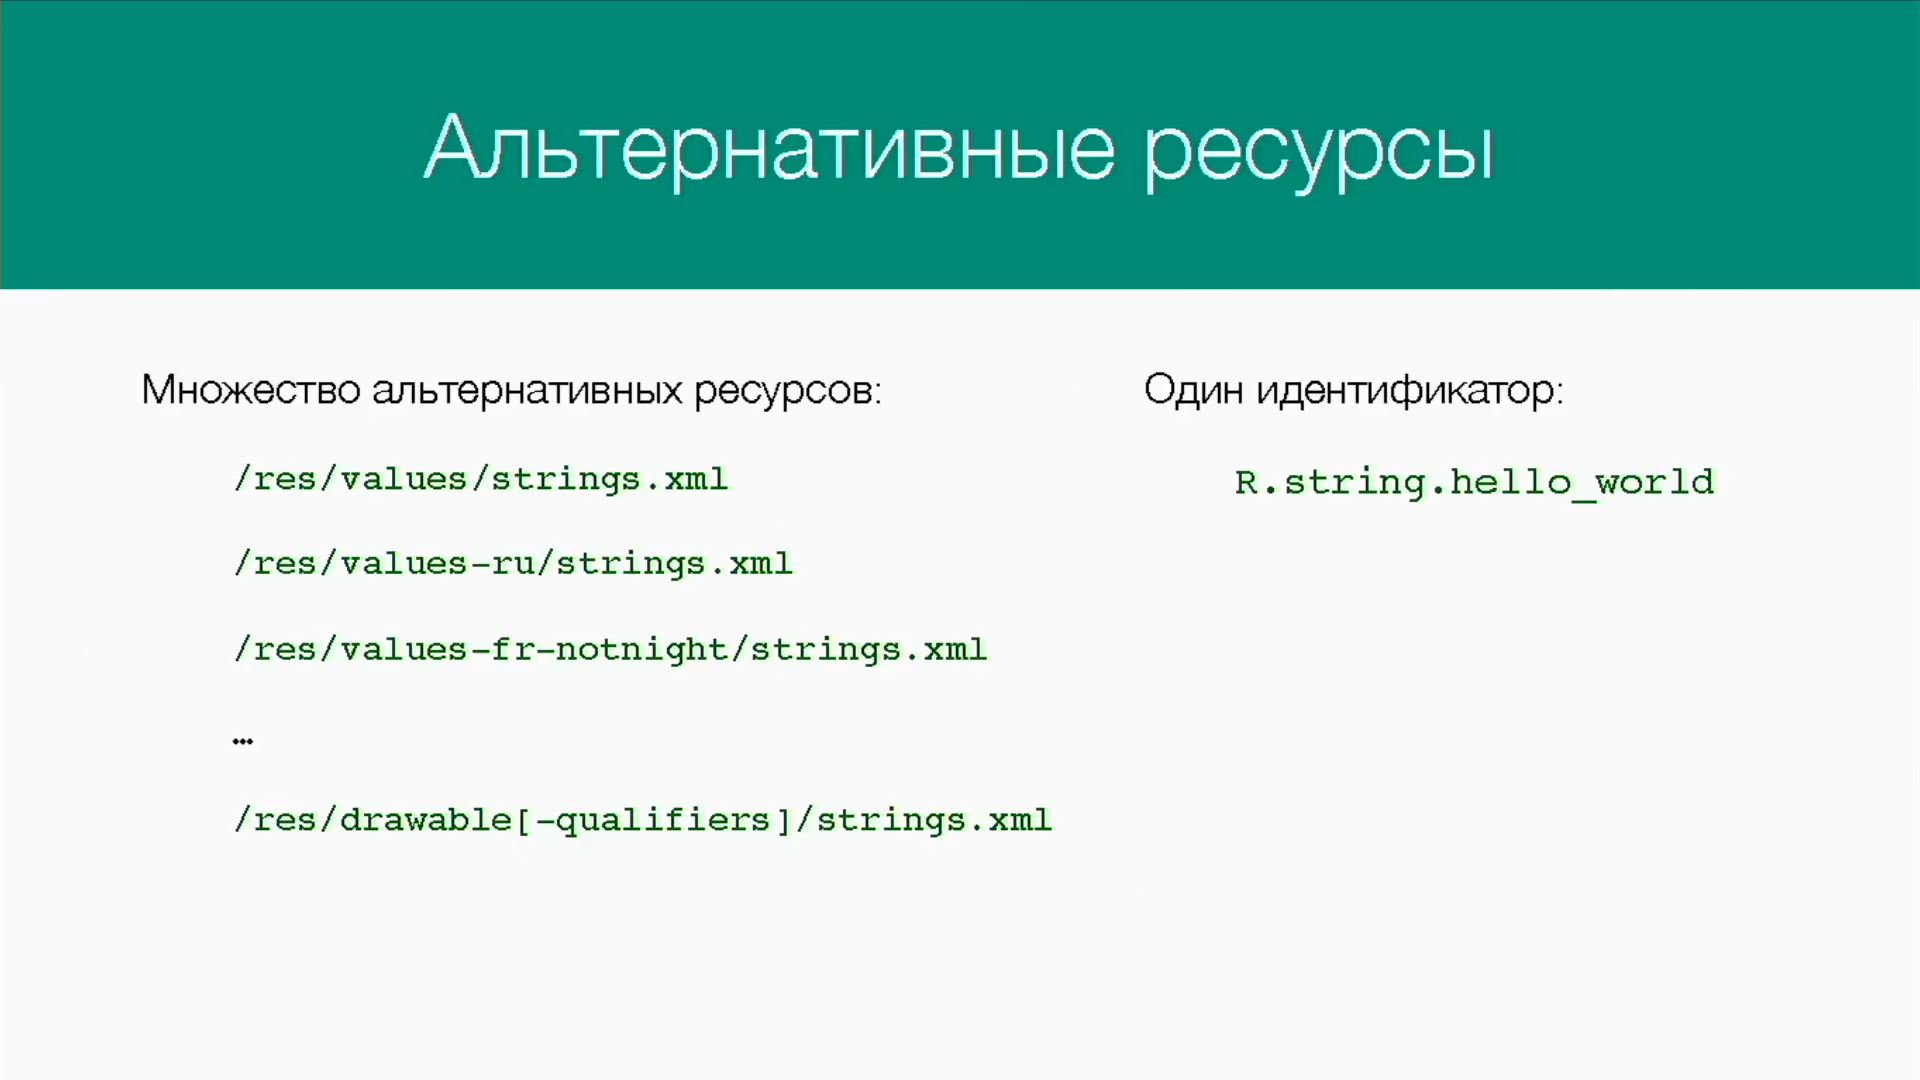 Альтернативные ресурсы
Множество альтернативных ресурсов:
/res/values/strings.xml
/res/values-ru/strings.xml
/res/values-fr-notnight/strings.xml
…
/res/drawable[-qualifiers]/strings.xml
Один идентификатор:
R.string.hello_world